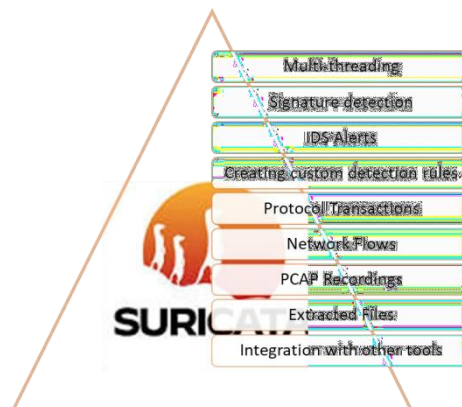 Multi-threading
Signature detection
IDS Alerts
Creating custom detection rules.
Protocol Transactions
Network Flows
PCAP Recordings
Extracted Files.
SURICATA
Integration with other tools